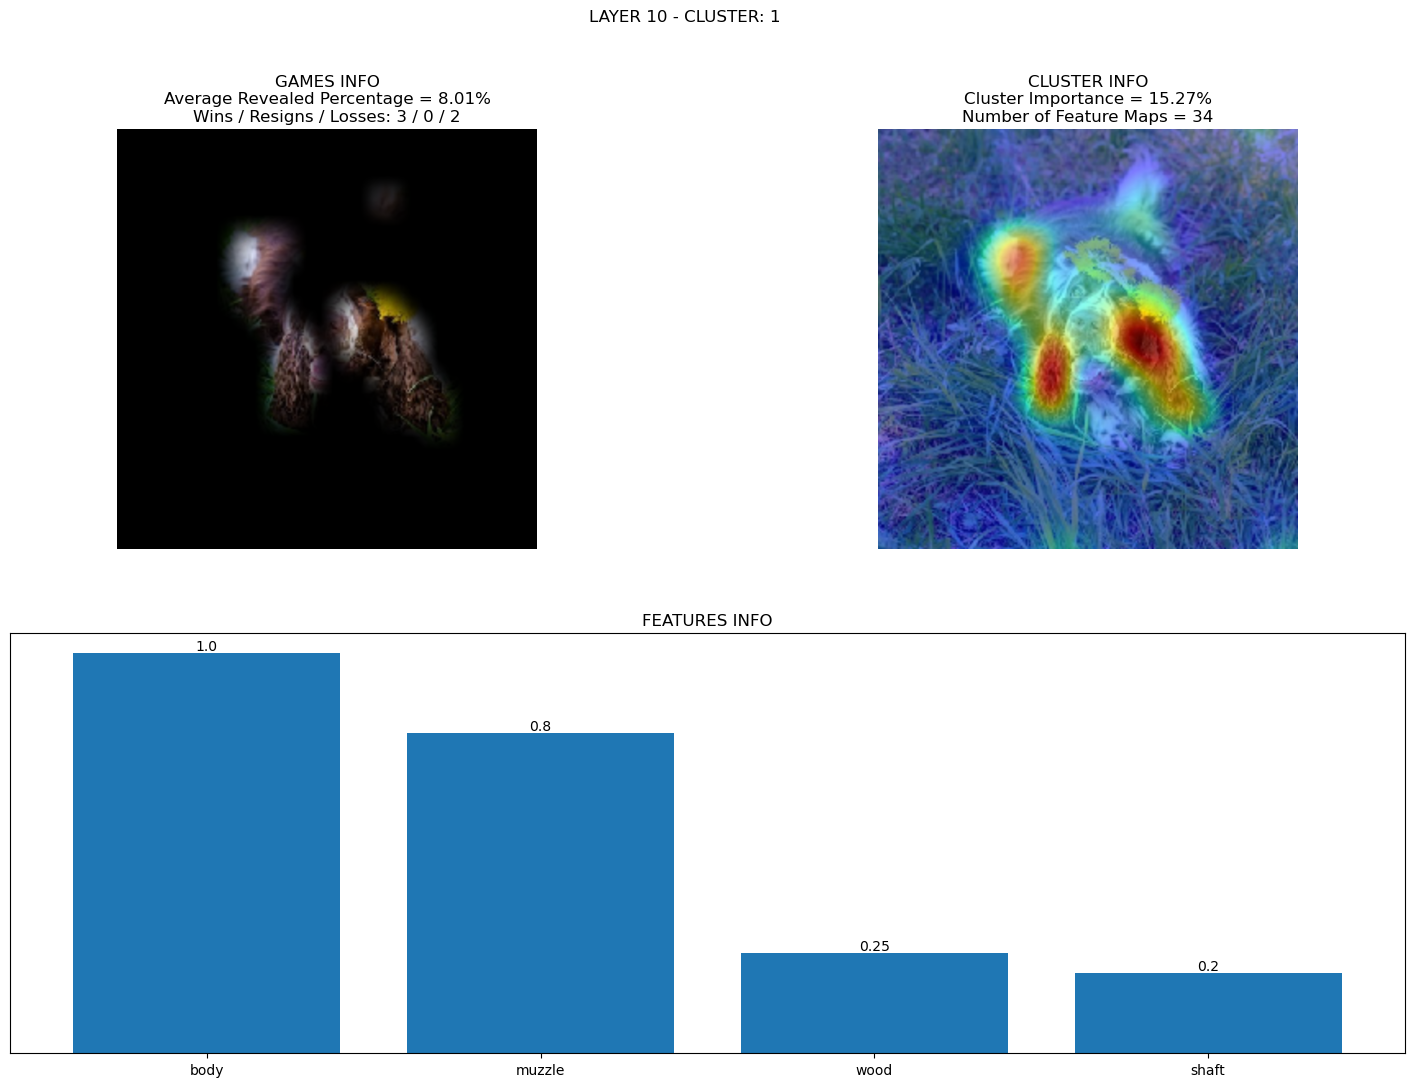 LAYER 10 - CLUSTER: 1
GAMES INFO
Average Revealed Percentage = 8.01%
Wins / Resigns / Losses: 3 / 0 / 2
CLUSTER INFO
Cluster Importance = 15.27%
Number of Feature Maps = 34
FEATURES INFO
1.0
0.8
0.25
0.2
body
muzzle
wood
shaft